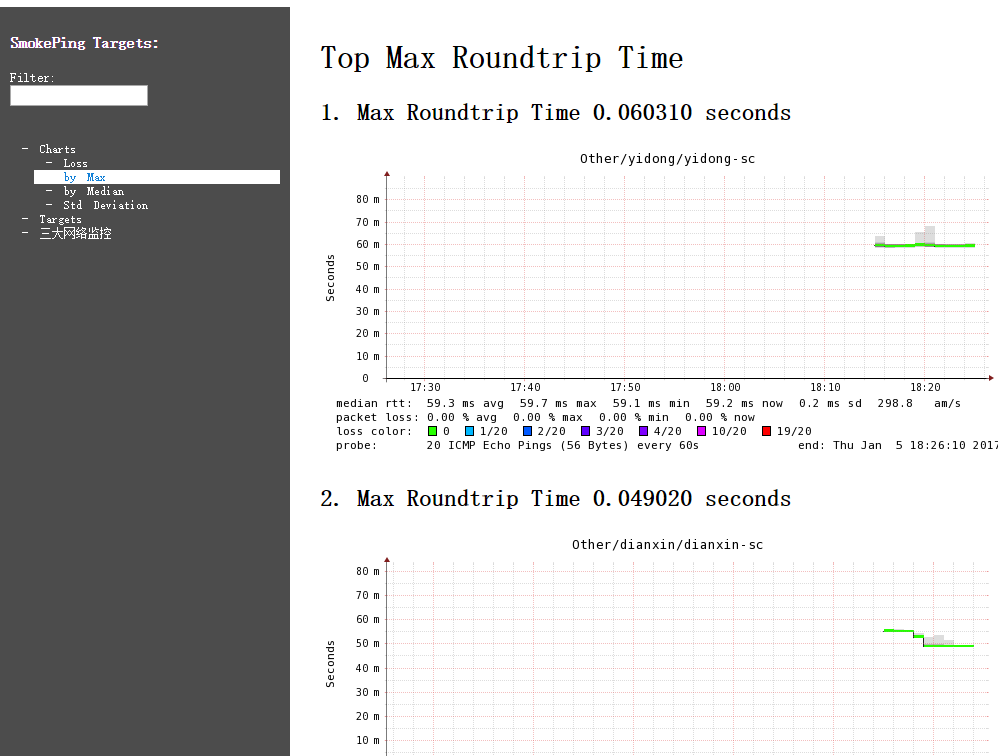 SmokePing Targets:
Filter:
- Charts
- Loss
by Max
- by Median
- Std Deviation
- Targets
- 三大网络监控
Top Max Roundtrip Time
1. Max Roundtrip Time 0.060310 seconds
Other/yidong/yidong-sc
80 m
70 m
60 m
50 m
40 m
30 m
20 m
10 m
0
Seconds
17:30 17:40 17:50 18:00 18:10 18:20
median rtt: 59.3 ms avg 59.7 ms max 59.1 ms min 59.2 ms now 0.2 ms sd 298.8 am/s
packet loss: 0.00 % avg 0.00 % max 0.00 % min 0.00 % now
loss color: 0 1/20 2/20 3/20 4/20 10/20 19/20
probe: 20 ICMP Echo Pings (56 Bytes) every 60s end: Thu Jan 5 18:26:10 2017
2. Max Roundtrip Time 0.049020 seconds
Other/dianxin/dianxin-sc
80 m
70 m
60 m
50 m
40 m
30 m
20 m
10 m
Seconds